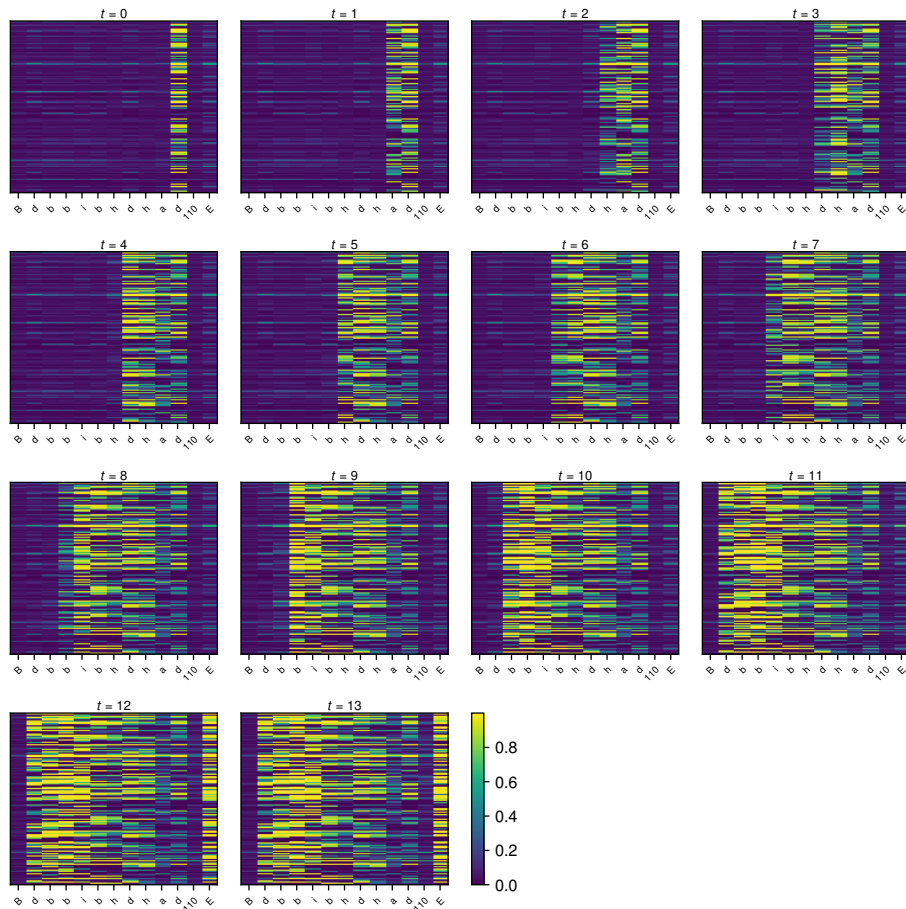 t = 0 t = 1 t = 2 t = 3
B d b b i b h d h a d 110 E B d b b i b h d h a d 110 E B d b b i b h d h a d 110 E B d b b i b h d h a d 110 E
t = 4 t = 5 t = 6 t = 7
B d b b i b h d h a d 110 E B d b b i b h d h a d 110 E B d b b i b h d h a d 110 E B d b b i b h d h a d 110 E
t = 8 t = 9 t = 10 t = 11
B d b b i b h d h a d 110 E B d b b i b h d h a d 110 E B d b b i b h d h a d 110 E B d b b i b h d h a d 110 E
t = 12 t = 13
0.8
0.6
0.4
0.2
0.0
B d b b i b h d h a d 110 E B d b b i b h d h a d 110 E